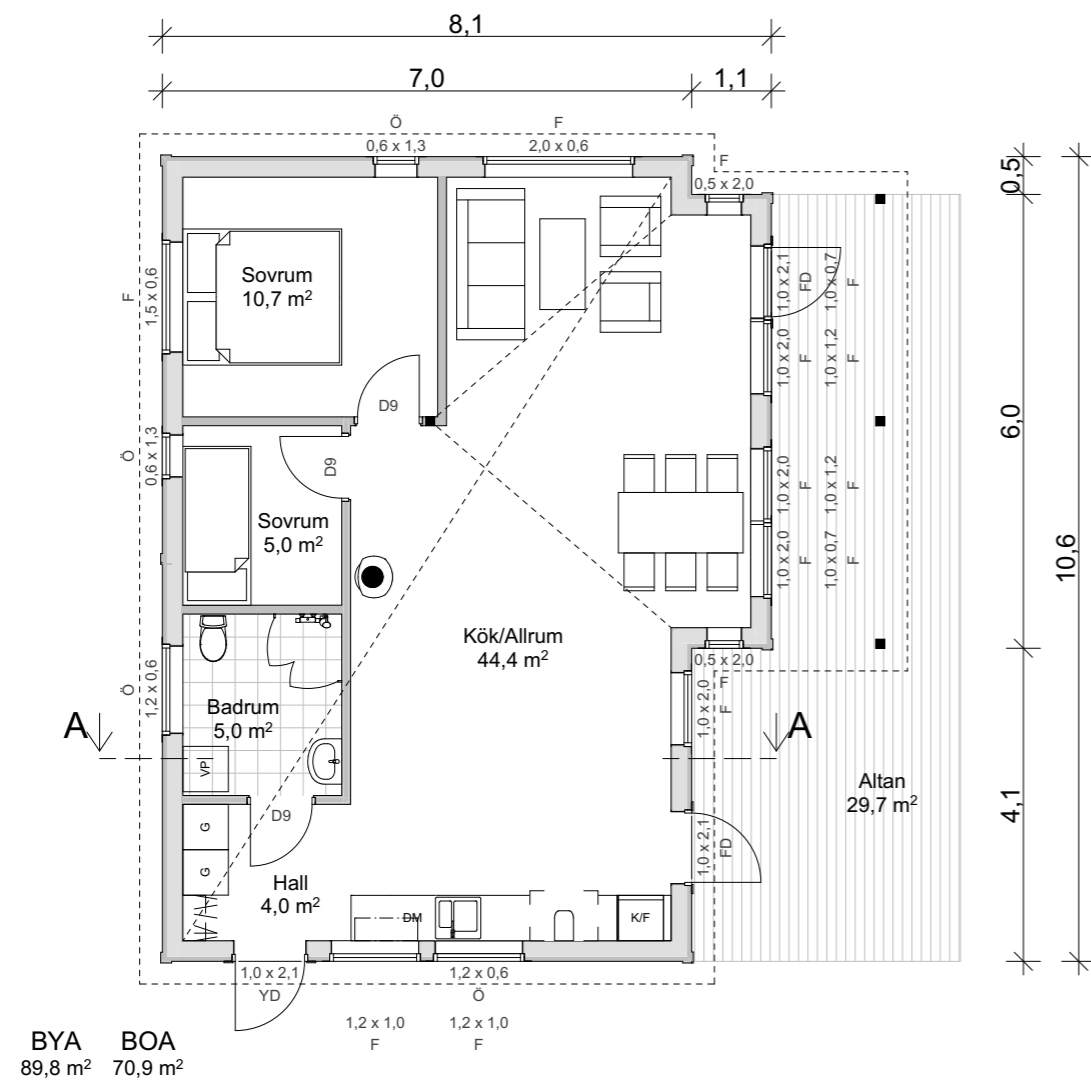 8,1
7,0
1,1
Ö
F
0,6 x 1,3
2,0 x 0,6
F
0,5 x 2,0
0,5
F
1,5 x 0,6
Sovrum
10,7 m²
1,0 x 2,1
FD
1,0 x 0,7
F
1,0 x 2,0
F
1,0 x 1,2
F
D9
6,0
Ö
0,6 x 1,3
D9
Sovrum
5,0 m²
1,0 x 2,0
F
1,0 x 1,2
F
1,0 x 2,0
F
1,0 x 0,7
F
10,6
Kök/Allrum
44,4 m²
0,5 x 2,0
F
Ö
1,2 x 0,6
Badrum
5,0 m²
1,0 x 2,0
F
A
A
VP
Altan
29,7 m²
4,1
D9
G
G
1,0 x 2,1
FD
Hall
4,0 m²
DM
K/F
1,0 x 2,1
YD
1,2 x 0,6
Ö
1,2 x 1,0
F
1,2 x 1,0
F
BYA BOA
89,8 m² 70,9 m²